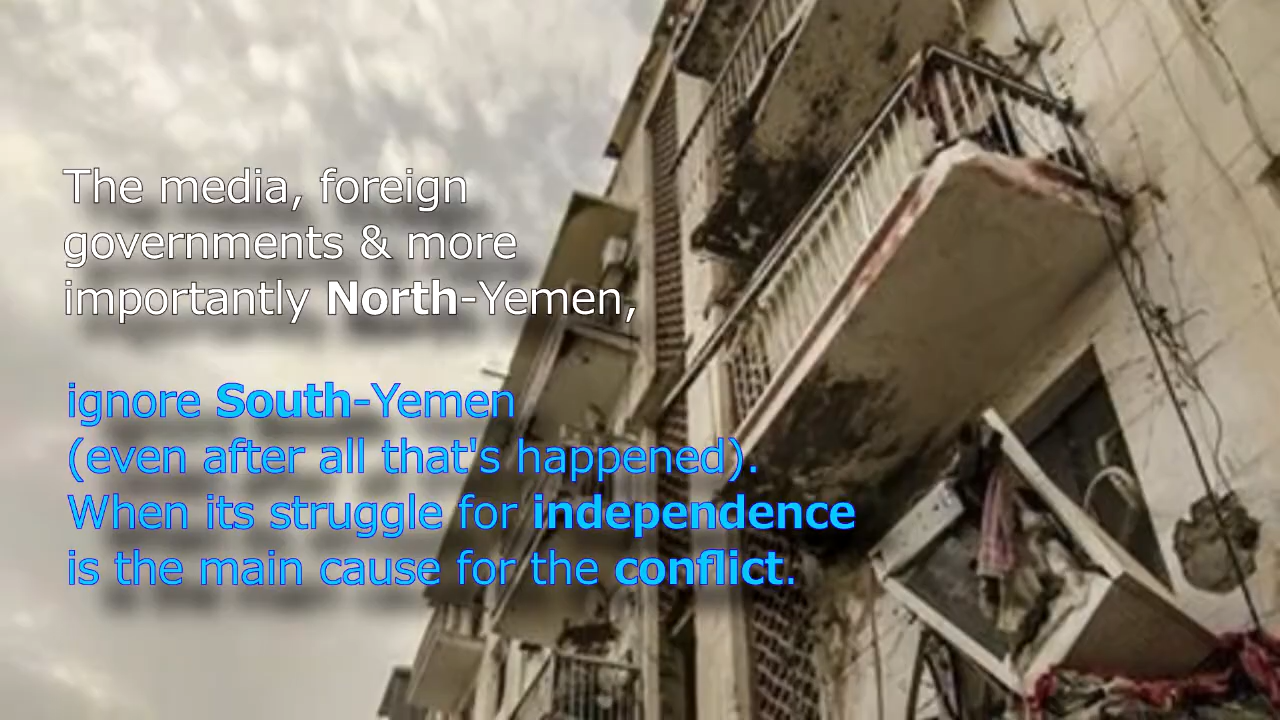 The media, foreign
governments & more
importantly North-Yemen,
ignore South-Yemen
(even after all that's happened).
When its struggle for independence
is the main cause for the conflict.